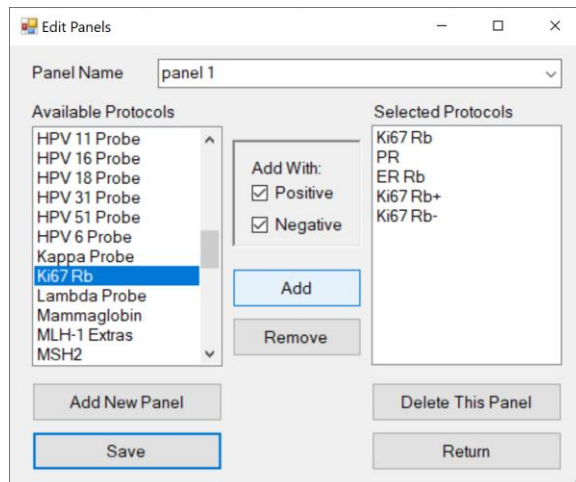 Edit Panels
Panel Name
panel 1
Available Protocols
HPV 11 Probe
HPV 16 Probe
HPV 18 Probe
HPV 31 Probe
HPV 51 Probe
HPV 6 Probe
Kappa Probe
Ki67 Rb
Lambda Probe
Mammaglobin
MLH-1 Extras
MSH2
Add With:
Positive
Negative
Add
Remove
Selected Protocols
Ki67 Rb
PR
ER Rb
Ki67 Rb+
Ki67 Rb-
Add New Panel
Delete This Panel
Save
Return